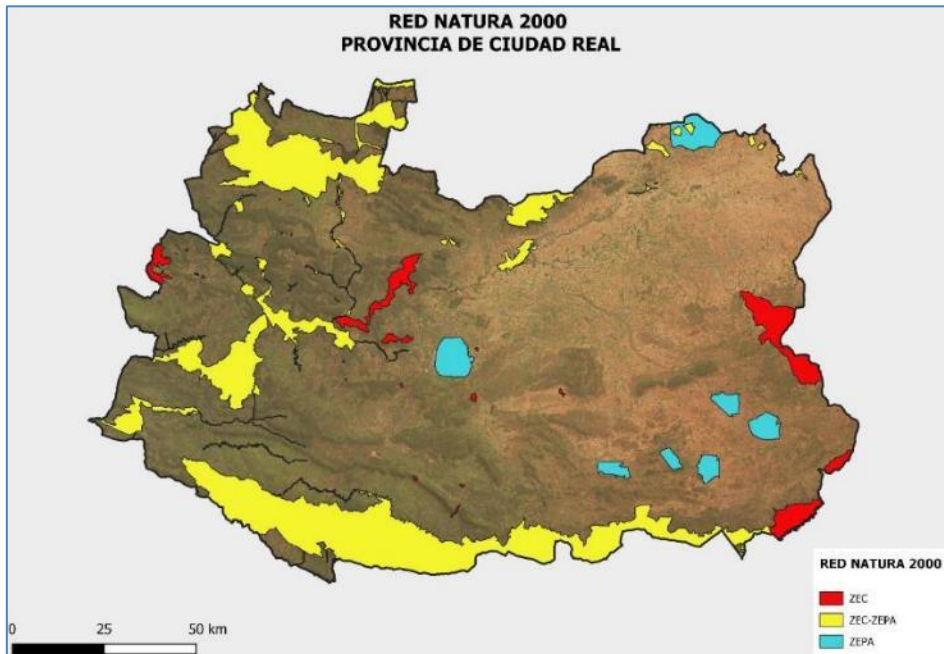 RED NATURA 2000
PROVINCIA DE CIUDAD REAL
RED NATURA 2000
ZEC
ZEC-ZEPA
ZEPA
0 25 50 km